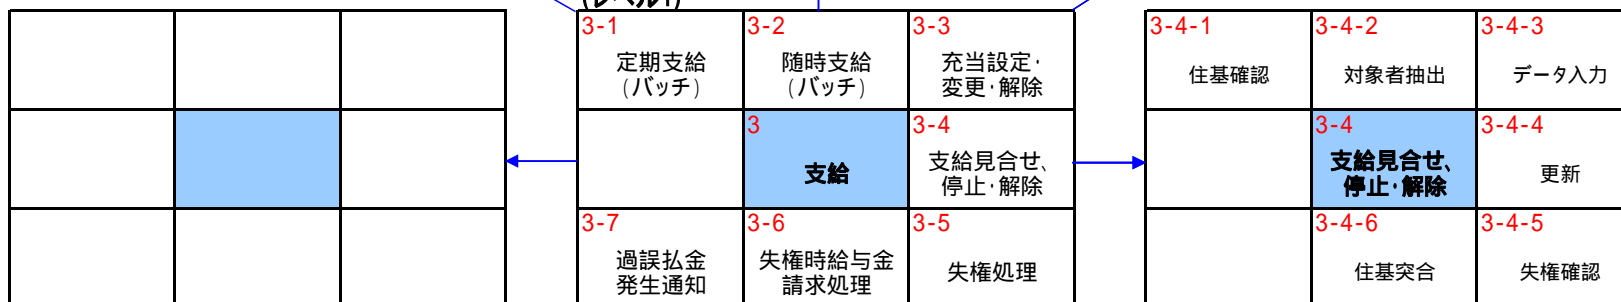 (レベル1)
3-1
定期支給
(バッチ)
3-2
随時支給
(バッチ)
3-3
充当設定・
変更・解除
3
支給
3-4
支給見合せ、
停止・解除
3-7
過誤払金
発生通知
3-6
失権時給与金
請求処理
3-5
失権処理
3-4-1
住基確認
3-4-2
対象者抽出
3-4-3
データ入力
3-4
支給見合せ、
停止・解除
3-4-4
更新
3-4-6
住基突合
3-4-5
失権確認